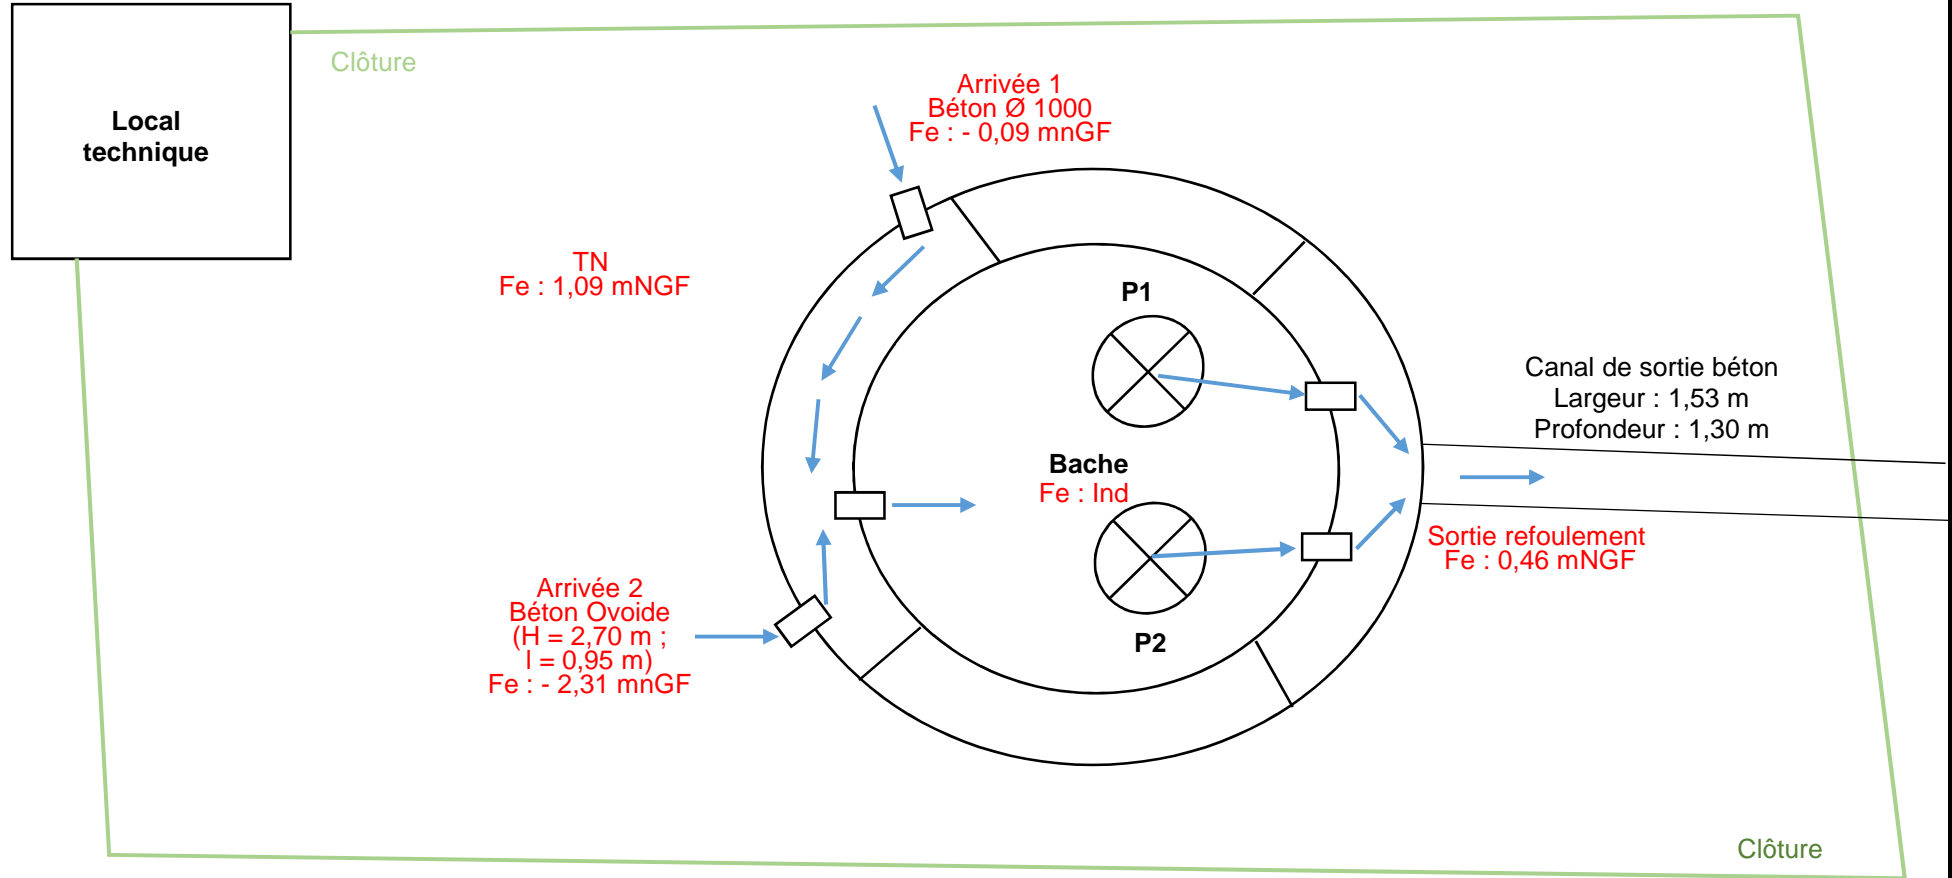 Clôture
Local
technique
Arrivée 1
Béton Ø 1000
Fe : - 0,09 mnGF
TN
Fe : 1,09 mNGF
P1
Canal de sortie béton
Largeur : 1,53 m
Profondeur : 1,30 m
Bache
Fe : Ind
Sortie refoulement
Fe : 0,46 mNGF
Arrivée 2
Béton Ovoide
(H = 2,70 m ;
l = 0,95 m)
Fe : - 2,31 mnGF
P2
Clôture